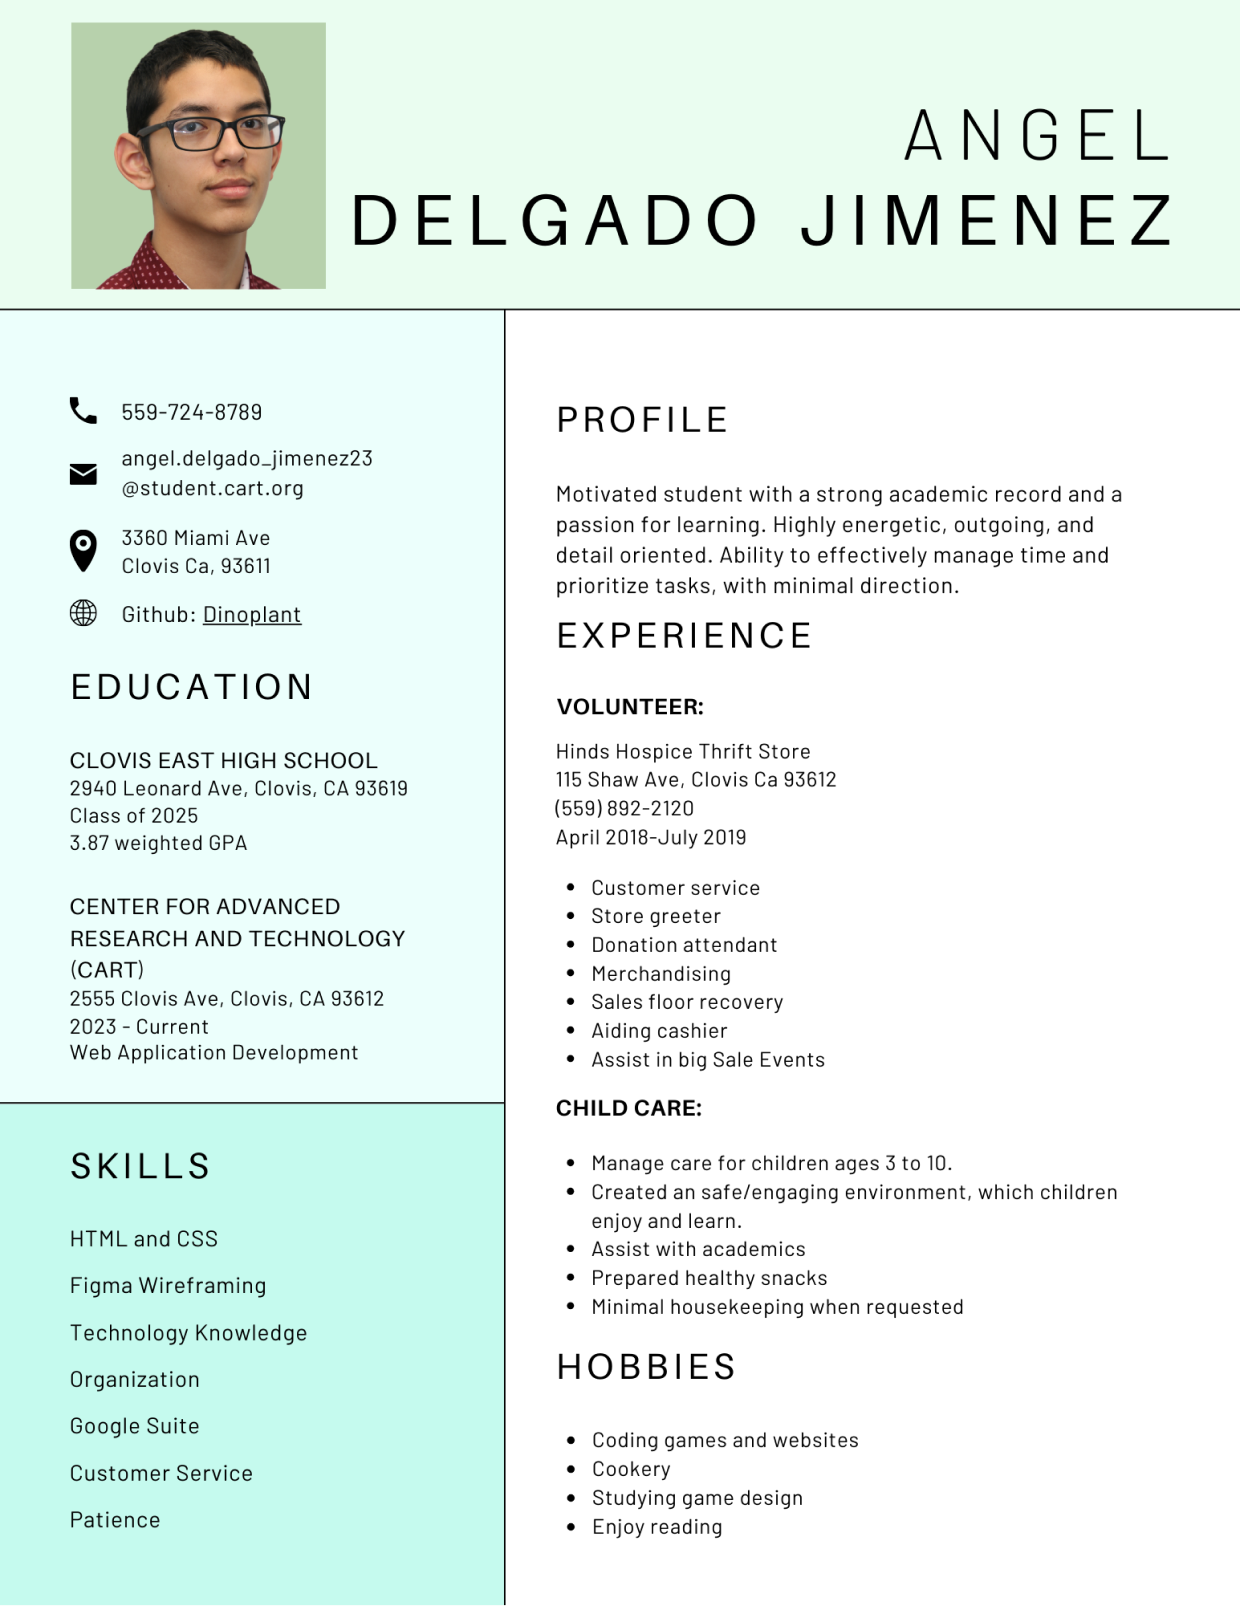 ANGEL
DELGADO JIMENEZ
559-724-8789
angel.delgado_jimenez23
@student.cart.org
3360 Miami Ave
Clovis Ca, 93611
Github: Dinoplant
EDUCATION
CLOVIS EAST HIGH SCHOOL
2940 Leonard Ave, Clovis, CA 93619
Class of 2025
3.87 weighted GPA
CENTER FOR ADVANCED
RESEARCH AND TECHNOLOGY
(CART)
2555 Clovis Ave, Clovis, CA 93612
2023 - Current
Web Application Development
SKILLS
HTML and CSS
Figma Wireframing
Technology Knowledge
Organization
Google Suite
Customer Service
Patience
PROFILE
Motivated student with a strong academic record and a
passion for learning. Highly energetic, outgoing, and
detail oriented. Ability to effectively manage time and
prioritize tasks, with minimal direction.
EXPERIENCE
VOLUNTEER:
Hinds Hospice Thrift Store
115 Shaw Ave, Clovis Ca 93612
(559) 892-2120
April 2018-July 2019
• Customer service
• Store greeter
• Donation attendant
• Merchandising
• Sales floor recovery
• Aiding cashier
• Assist in big Sale Events
CHILD CARE:
• Manage care for children ages 3 to 10.
• Created an safe/engaging environment, which children
enjoy and learn.
• Assist with academics
• Prepared healthy snacks
• Minimal housekeeping when requested
HOBBIES
• Coding games and websites
• Cookery
• Studying game design
• Enjoy reading